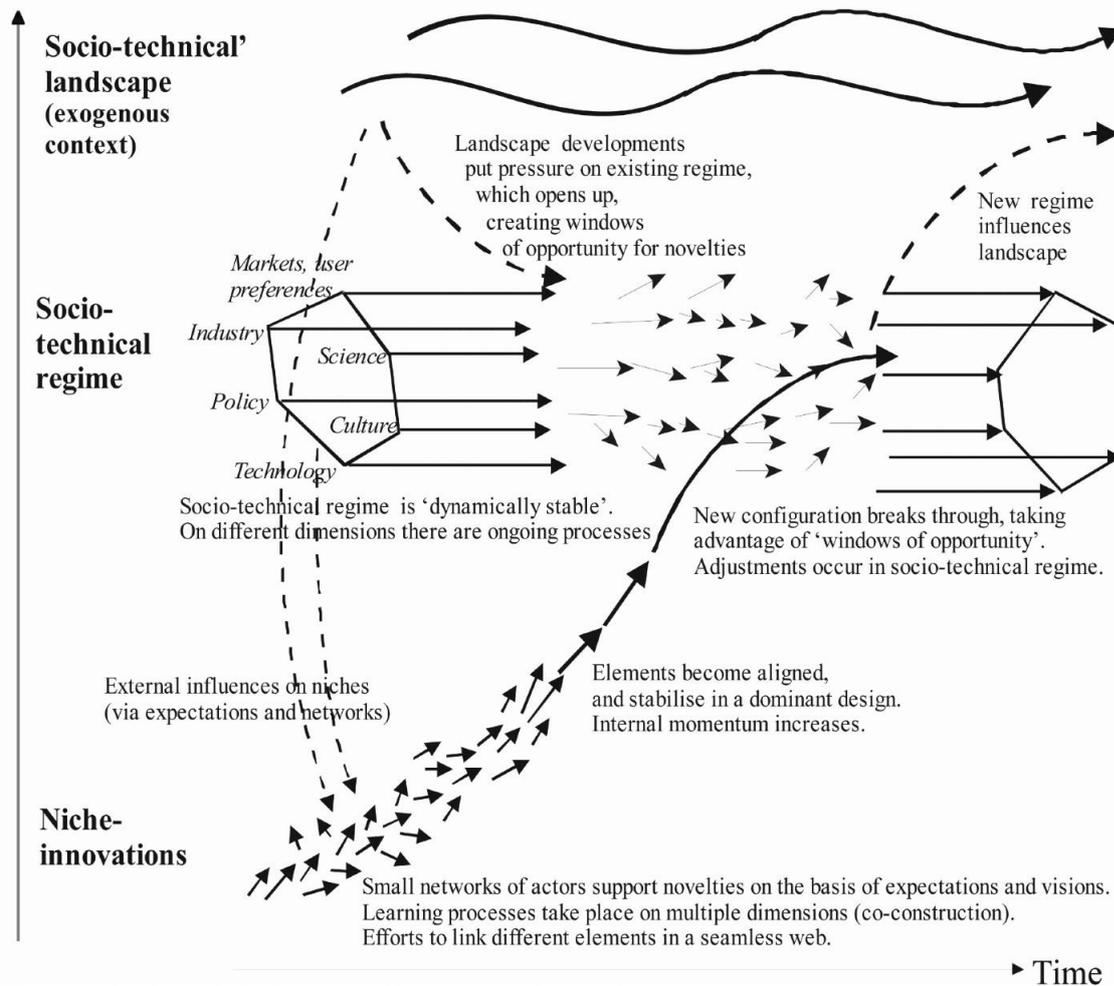 Socio-technical’
landscape
(exogenous
context)
Landscape developments
put pressure on existing regime,
which opens up,
creating windows
of opportunity for novelties
New regime
influences
landscape
Markets, user
preferences
Socio-
technical
regime
Industry
Science
Policy
Culture
Technology
Socio-technical regime is ‘dynamically stable’.
On different dimensions there are ongoing processes
New configuration breaks through, taking
advantage of ‘windows of opportunity’.
Adjustments occur in socio-technical regime.
External influences on niches
(via expectations and networks)
Elements become aligned,
and stabilise in a dominant design.
Internal momentum increases.
Niche-
innovations
Small networks of actors support novelties on the basis of expectations and visions.
Learning processes take place on multiple dimensions (co-construction).
Efforts to link different elements in a seamless web.
Time